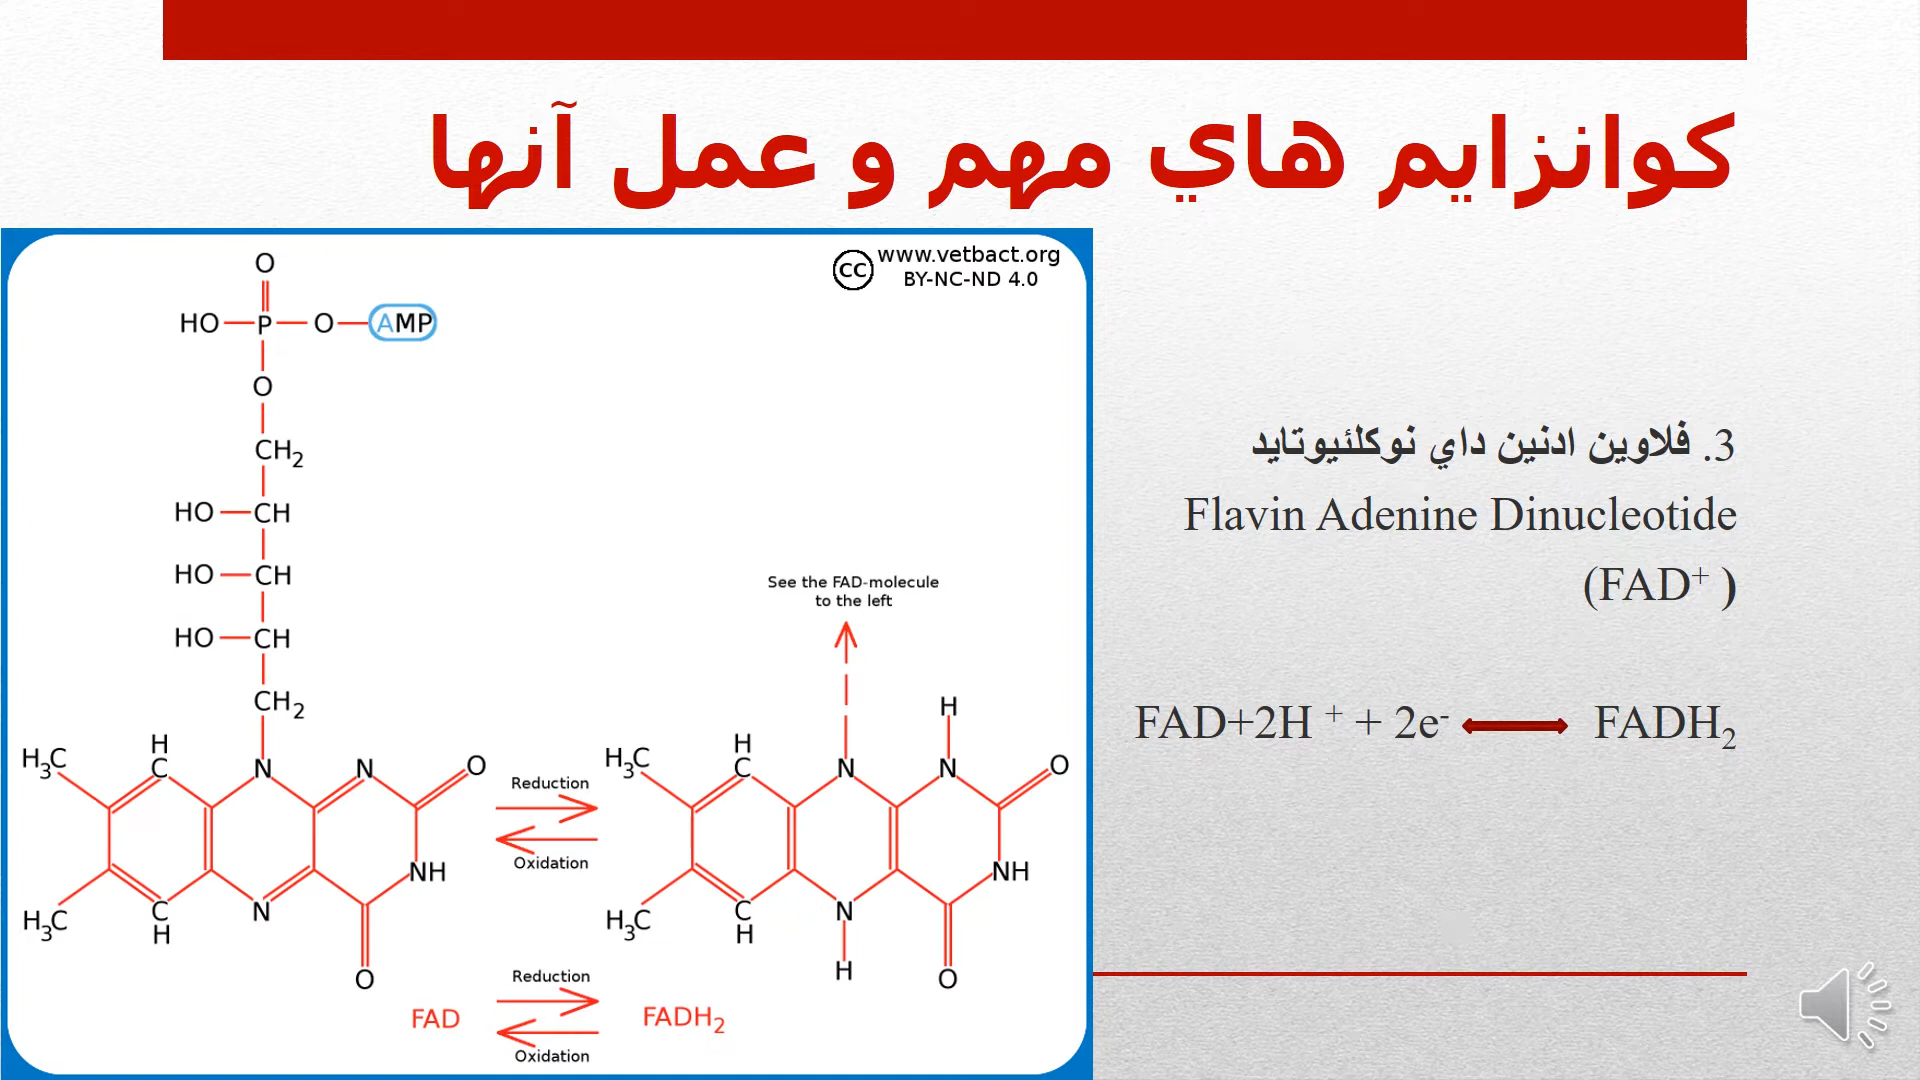 كوانزايم هاي مهم و عمل آنها
www.vetbact.org
CC BY-NC-ND 4.0
O
HO P O AMP
O
CH2
HO CH
HO CH
HO CH
CH2
H3C H C N N O
NH
H3C C H N
O
Reduction
Oxidation
See the FAD-molecule
to the left
H
H3C H C N N O
NH
H3C C H N
H O
Reduction
FAD FADH2
Oxidation
3. فلاوين ادنين داي نوكلئيوتايد
Flavin Adenine Dinucleotide
(FAD+ )
FAD+2H + + 2e- FADH2